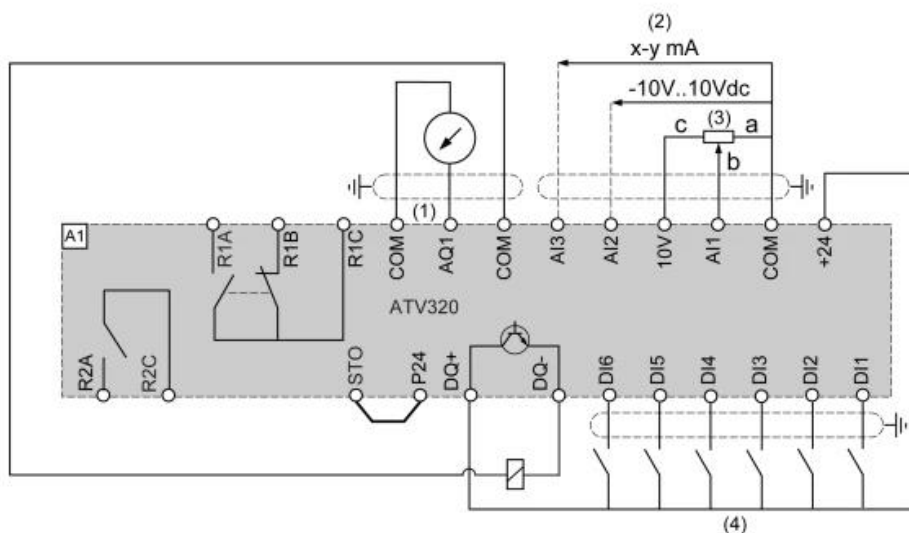 (2)
x-y mA
-10V..10Vdc
c (3) a
b
(1)
A1
R1A R1B R1C COM AQ1 COM AI3 AI2 10V AI1 COM +24
ATV320
R2A R2C STO P24 DQ+ DQ- DI6 DI5 DI4 DI3 DI2 DI1
(4)